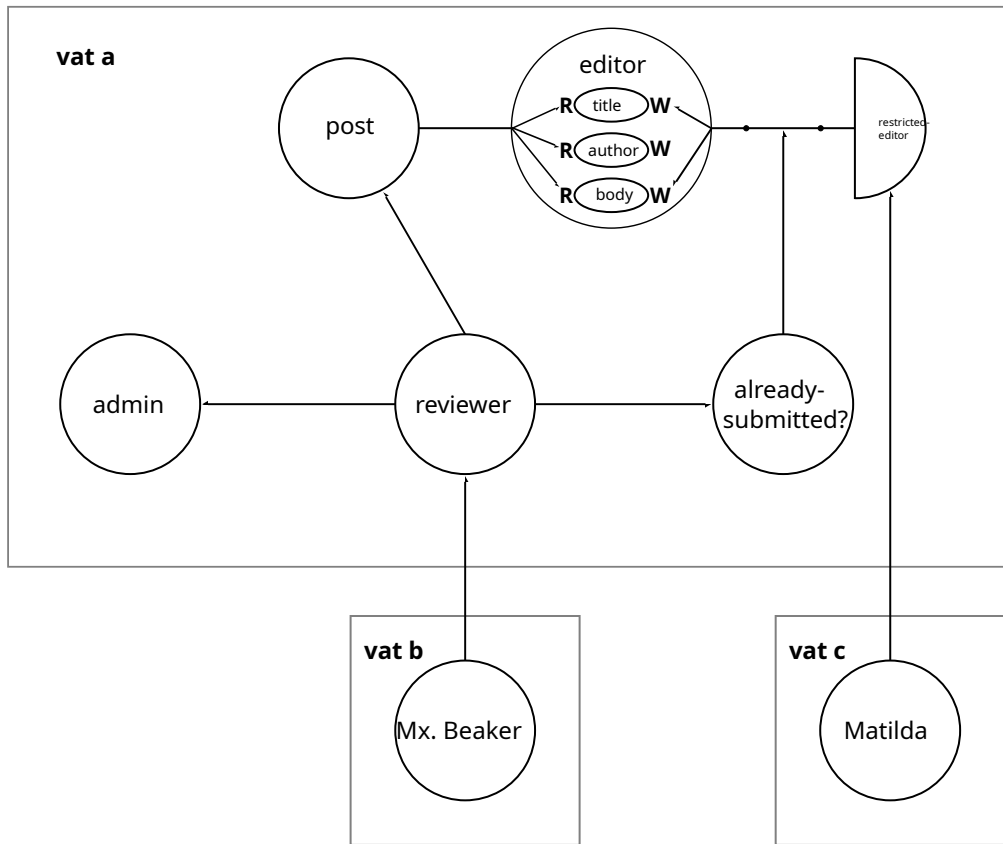 vat a
editor
R title W
post
restricted-
editor
R author W
R body W
admin
reviewer
already-
submitted?
vat b
vat c
Mx. Beaker
Matilda